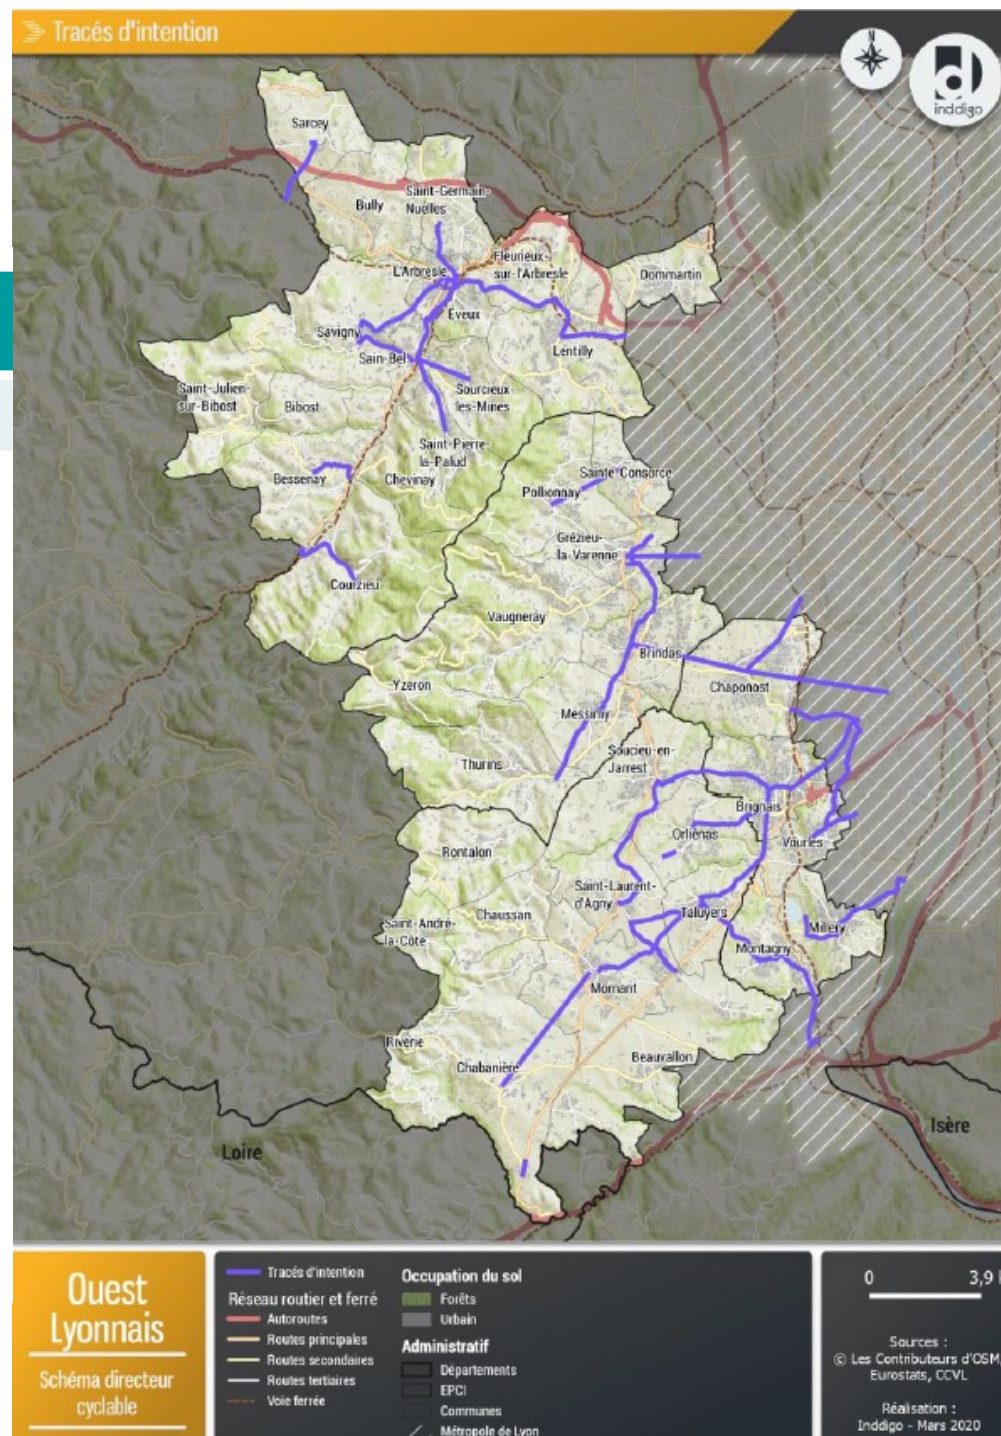 Tracés d'intention
N
inddigo
Sarcey
Saint-Germain-
Nuelles
Bully
Fleurieux-
sur-l'Arbresle
L'Arbresle
Dommartin
Eveux
Savigny
Sain-Bel
Lentilly
Saint-Julien-
sur-Bibost
Bibost
Sourcieux-
les-Mines
Saint-Pierre-
la-Palud
Bessenay
Chevinay
Sainte-Consorce
Pollionnay
Grézieu-
la-Varenne
Courzieu
Vaugneray
Brindas
Yzeron
Chaponost
Messimy
Thurins
Soucieu-en-
Jarrest
Brignais
Orliénas
Vourles
Rontalon
Saint-Laurent-
d'Agny
Chaussan
Taluyers
Saint-André-
la-Côte
Millery
Montagny
Mornant
Riverie
Chabanière
Beauvallon
Loire
Isère
Ouest
Lyonnais
Schéma directeur
cyclable
Tracés d'intention
Réseau routier et ferré
Autoroutes
Routes principales
Routes secondaires
Routes tertiaires
Voie ferrée
Occupation du sol
Forêts
Urbain
Administratif
Départements
EPCI
Communes
Métropole de Lyon
0 3,9
Sources :
© Les Contributeurs d'OSM,
Eurostats, CCVL
Réalisation :
Inddigo - Mars 2020